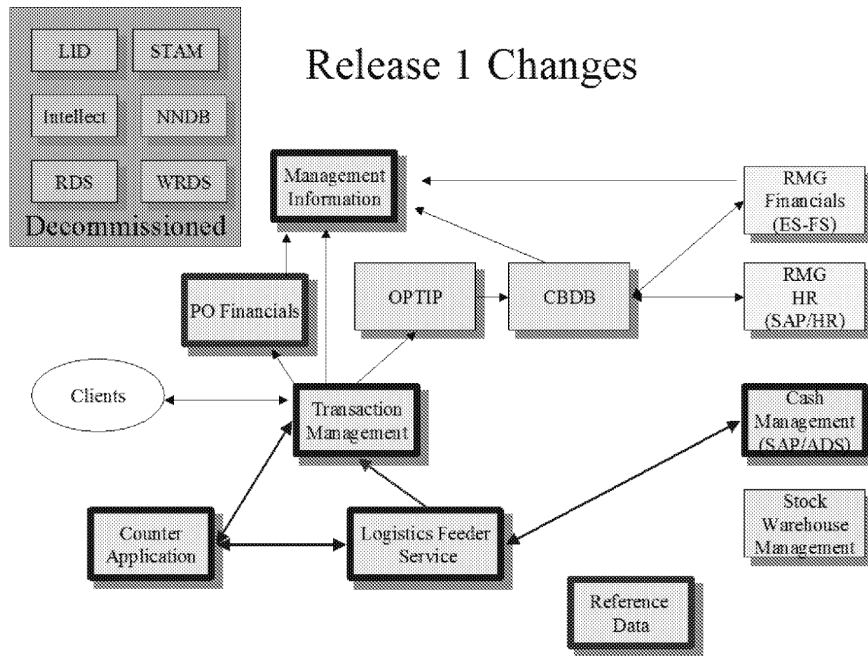 LID
STAM
Intellect
NNDB
RDS
WRDS
Decommissioned
Release 1 Changes
Management
Information
RMG
Financials
(ES-FS)
PO Financials
OPTIP
CBDB
RMG
HR
(SAP/HR)
Clients
Transaction
Management
Cash
Management
(SAP/ADS)
Counter
Application
Logistics Feeder
Service
Stock
Warehouse
Management
Reference
Data